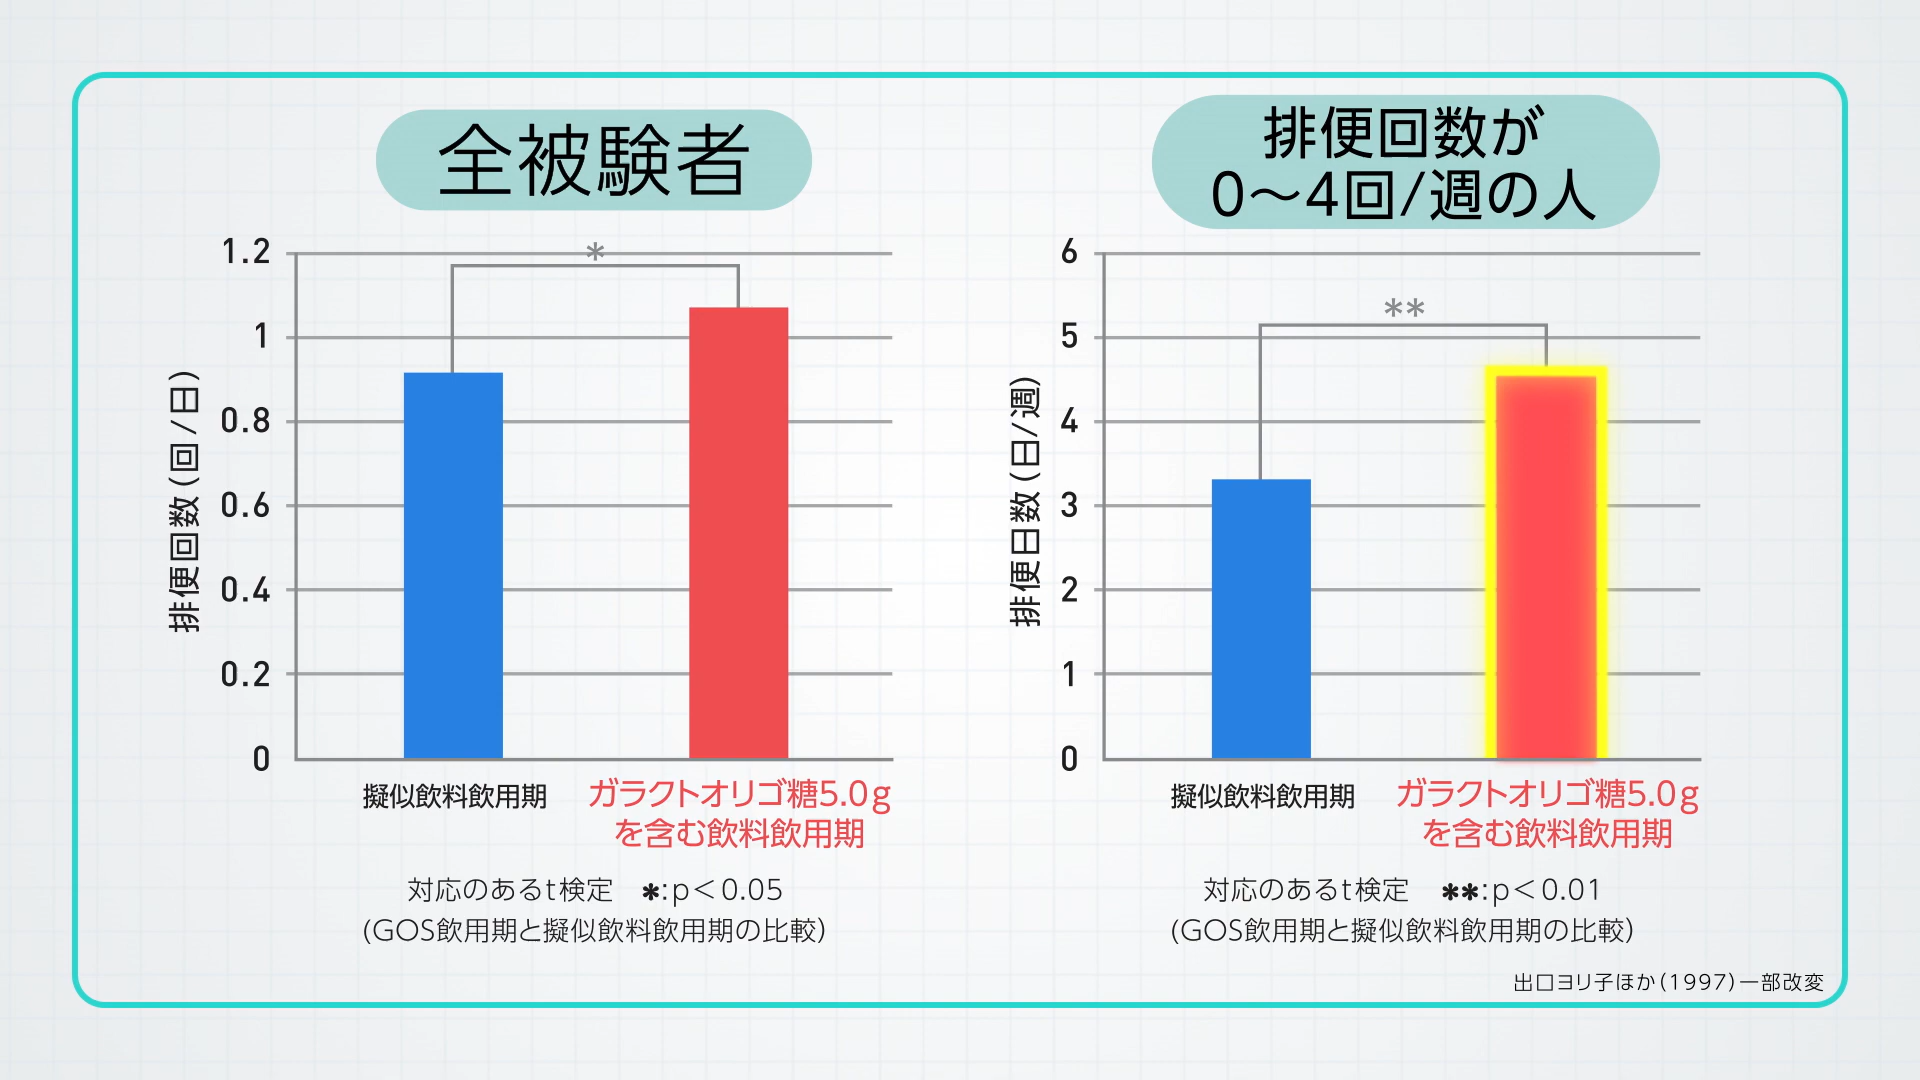 全被験者
*
1.2
1
0.8
0.6
0.4
0.2
0
排便回数(回/日)
擬似飲料飲用期
ガラクトオリゴ糖5.0g
を含む飲料飲用期
対応のあるt検定 *:p<0.05
(GOS飲用期と擬似飲料飲用期の比較)
排便回数が
0〜4回/週の人
**
6
5
4
3
2
1
0
排便日数(日/週)
擬似飲料飲用期
ガラクトオリゴ糖5.0g
を含む飲料飲用期
対応のあるt検定 **:p<0.01
(GOS飲用期と擬似飲料飲用期の比較)
出口ヨリ子ほか(1997)一部改変